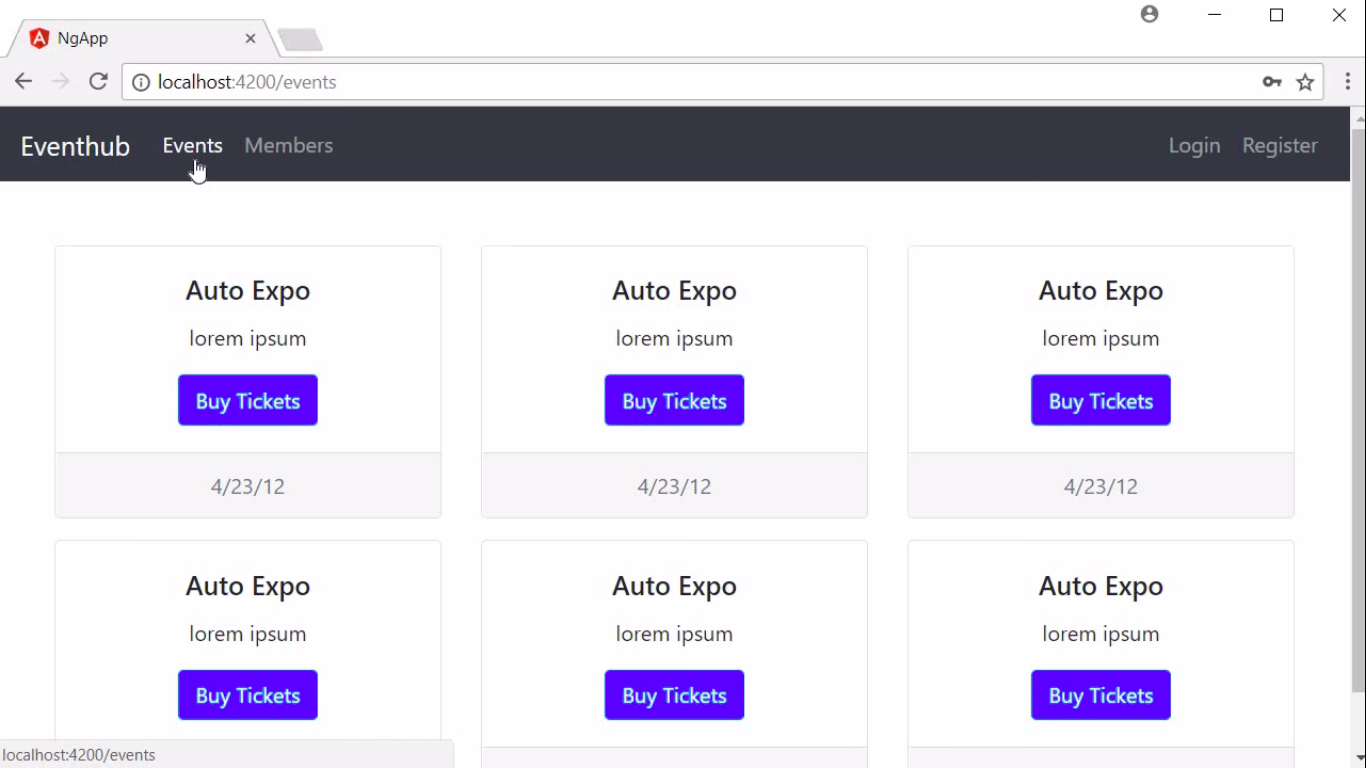 NgApp
localhost:4200/events
Eventhub Events Members Login Register
Auto Expo Auto Expo Auto Expo
lorem ipsum lorem ipsum lorem ipsum
Buy Tickets Buy Tickets Buy Tickets
4/23/12 4/23/12 4/23/12
Auto Expo Auto Expo Auto Expo
lorem ipsum lorem ipsum lorem ipsum
Buy Tickets Buy Tickets Buy Tickets
localhost:4200/events